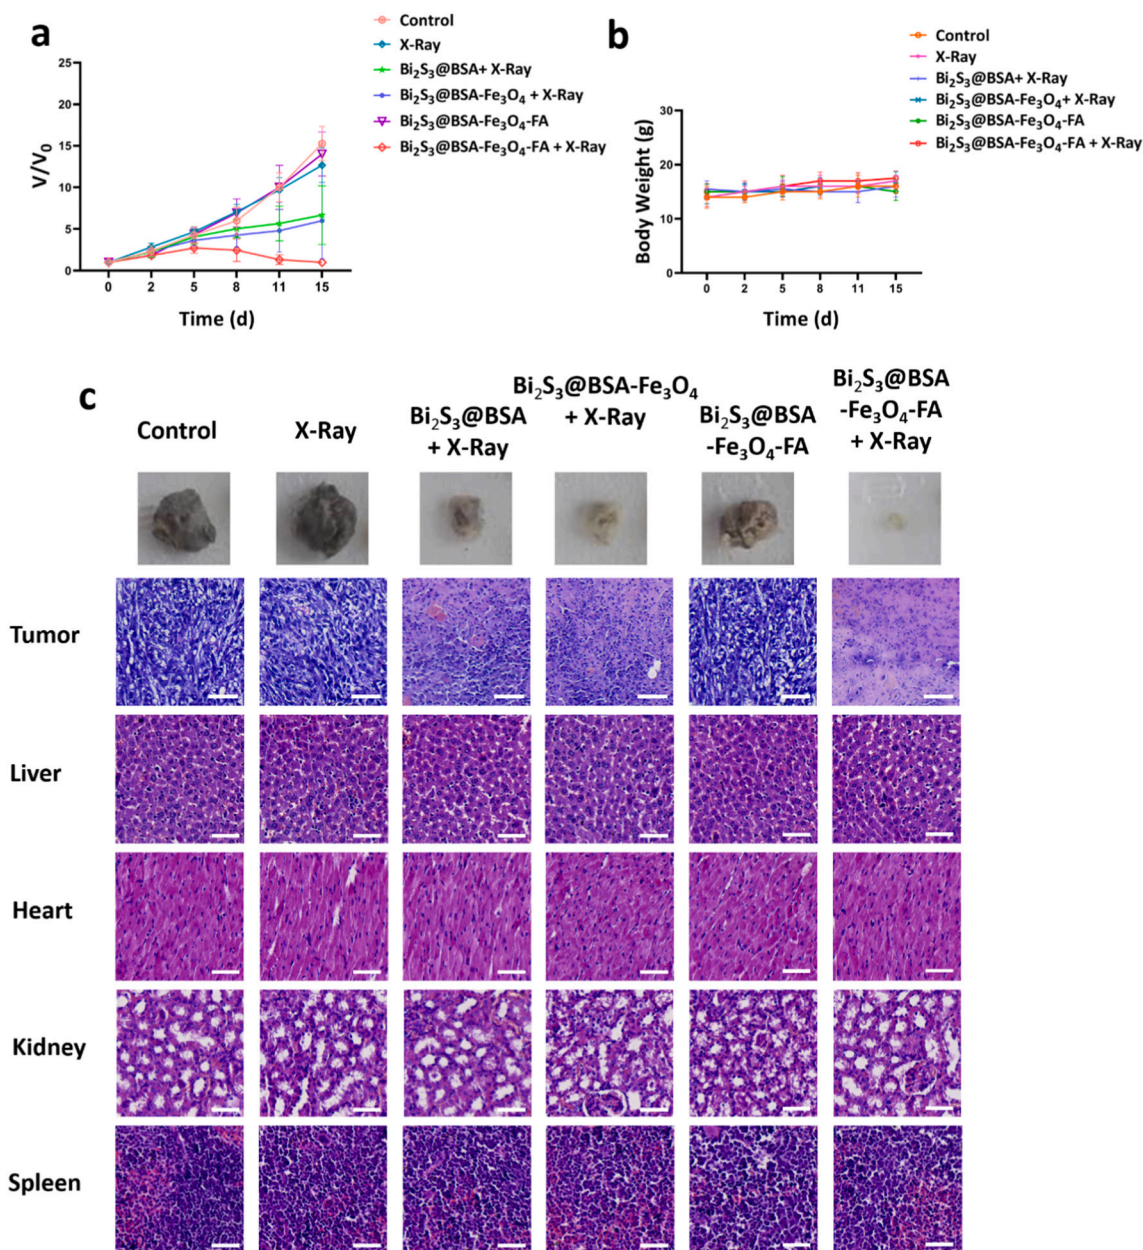 a
Control
X-Ray
Bi₂S₃@BSA+ X-Ray
Bi₂S₃@BSA-Fe₃O₄ + X-Ray
Bi₂S₃@BSA-Fe₃O₄-FA
Bi₂S₃@BSA-Fe₃O₄-FA + X-Ray
25
20
15
10
5
0
V/V₀
0 2 5 8 11 15
Time (d)
b
Control
X-Ray
Bi₂S₃@BSA+ X-Ray
Bi₂S₃@BSA-Fe₃O₄+ X-Ray
Bi₂S₃@BSA-Fe₃O₄-FA
Bi₂S₃@BSA-Fe₃O₄-FA + X-Ray
30
20
10
0
Body Weight (g)
0 2 5 8 11 15
Time (d)
c
Control
X-Ray
Bi₂S₃@BSA
+ X-Ray
Bi₂S₃@BSA-Fe₃O₄
+ X-Ray
Bi₂S₃@BSA
-Fe₃O₄-FA
Bi₂S₃@BSA
-Fe₃O₄-FA
+ X-Ray
Tumor
Liver
Heart
Kidney
Spleen